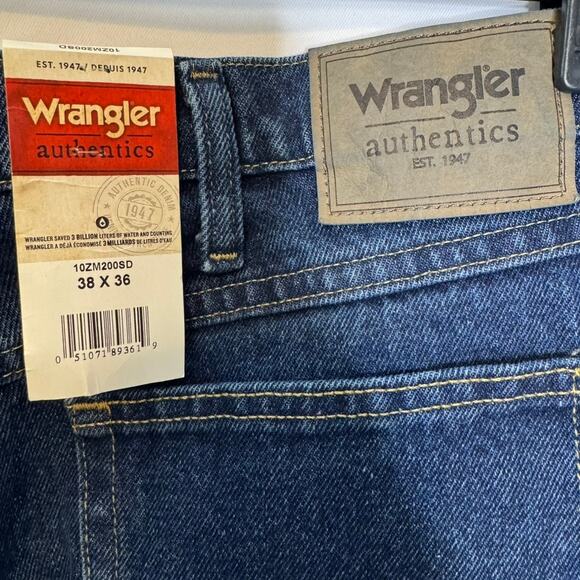 10ZM200SD
EST. 1947 / DEPUIS 1947
Wrangler
authentics
AUTHENTIC DENIM
1947
WRANGLER SAVED 3 BILLION LITERS OF WATER AND COUNTING
WRANGLER A DÉJÀ ÉCONOMISÉ 3 MILLIARDS DE LITRES D'EAU
10ZM200SD
38 X 36
0 51071 89361 9
Wrangler
authentics
EST. 1947